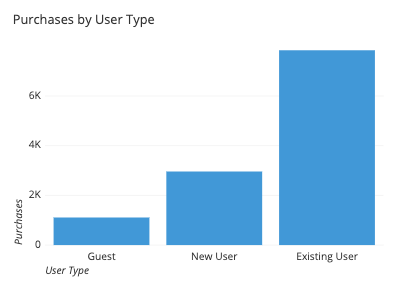 Purchases by User Type
6K
4K
2K
0
Purchases
Guest
New User
Existing User
User Type